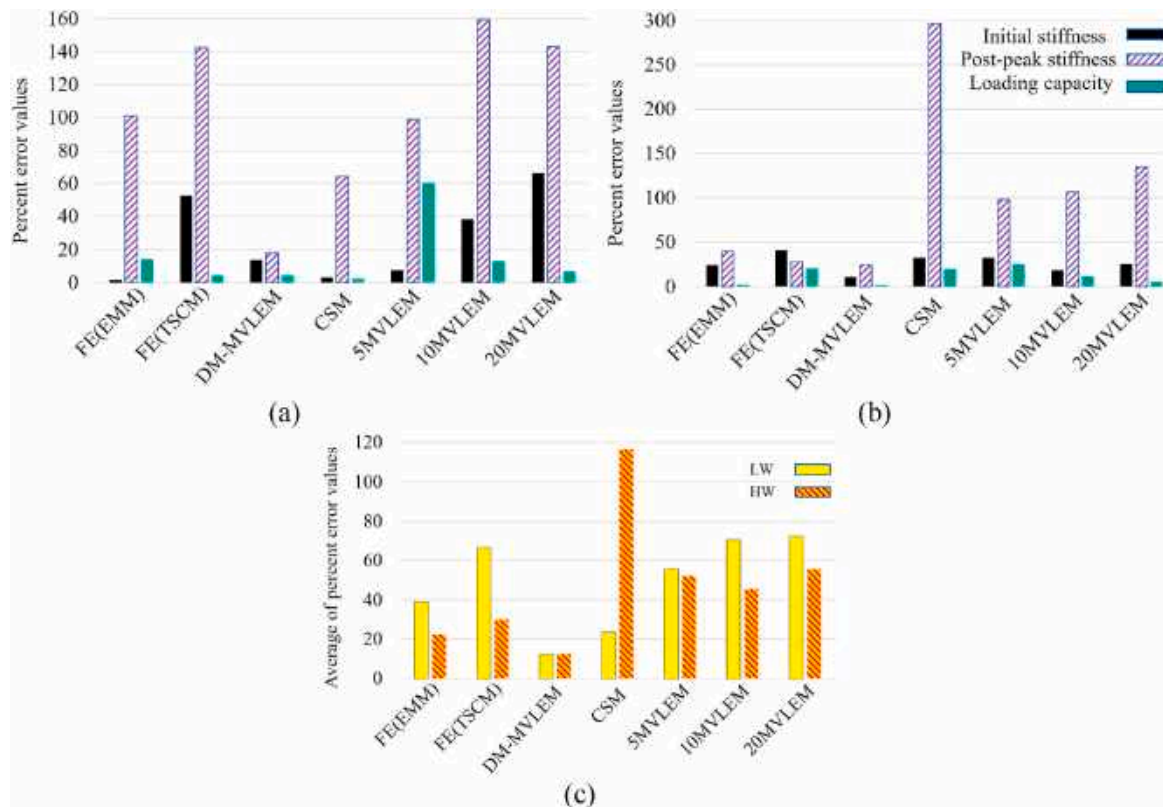 160
140
120
100
80
60
40
20
0
Percent error values
FE(EMM)
FE(TSCM)
DM-MVLEM
CSM
5MVLEM
10MVLEM
20MVLEM
(a)
300
250
200
150
100
50
0
Percent error values
Initial stiffness
Post-peak stiffness
Loading capacity
FE(EMM)
FE(TSCM)
DM-MVLEM
CSM
5MVLEM
10MVLEM
20MVLEM
(b)
120
100
80
60
40
20
0
Average of percent error values
LW
HW
FE(EMM)
FE(TSCM)
DM-MVLEM
CSM
5MVLEM
10MVLEM
20MVLEM
(c)